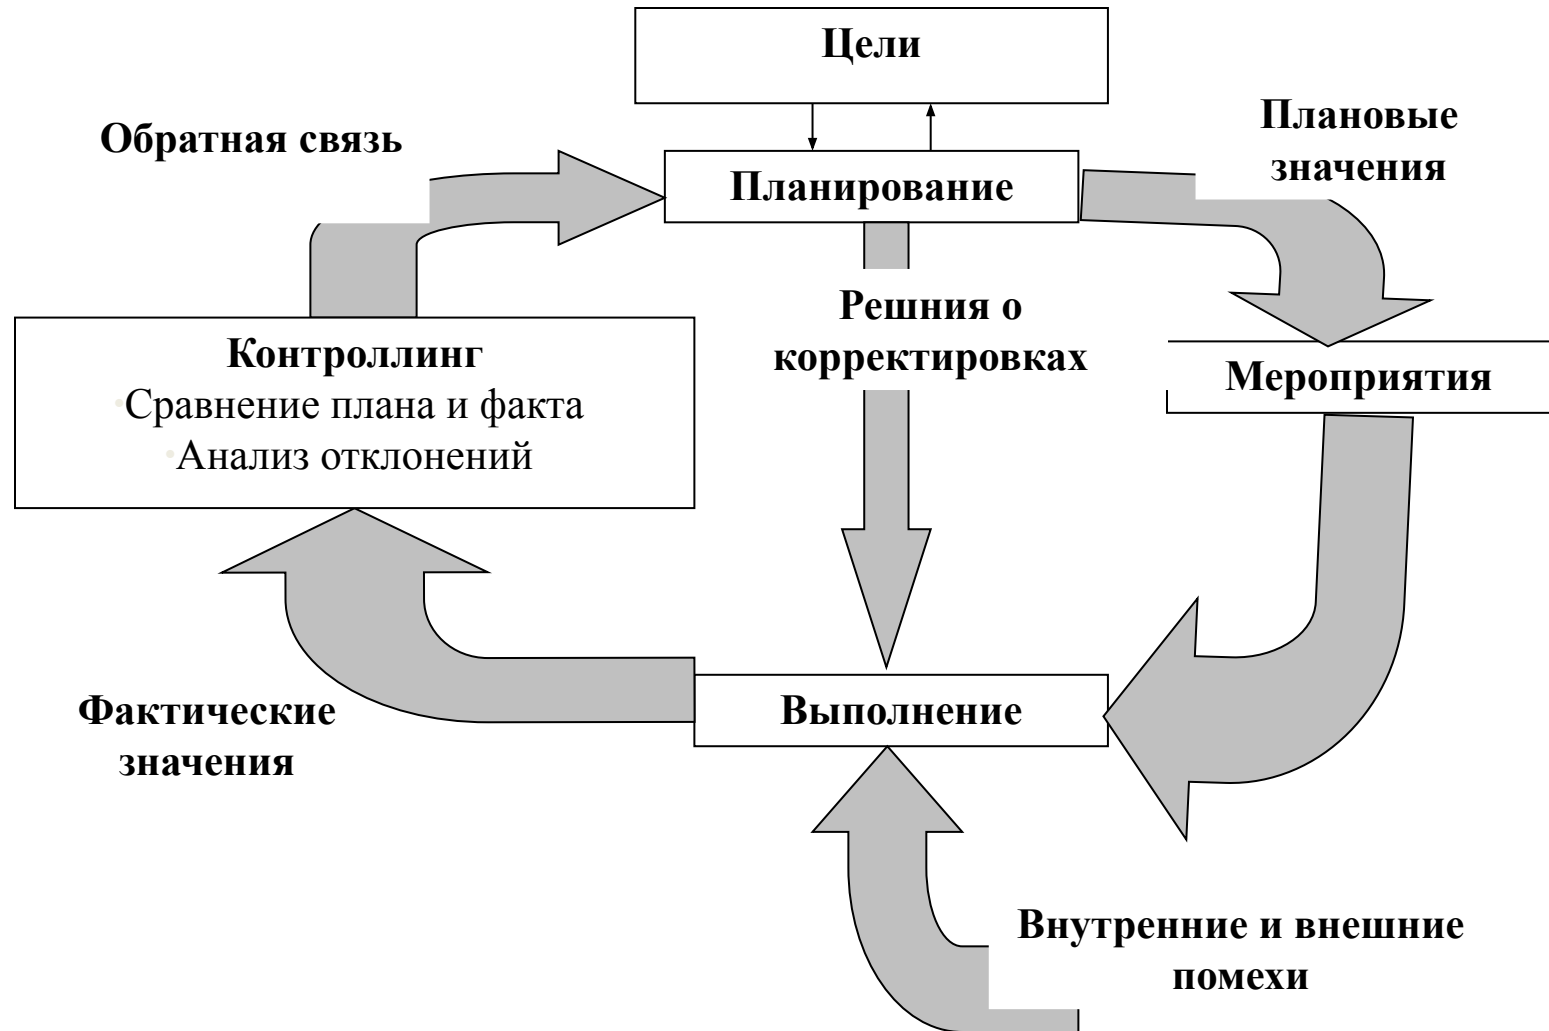 Цели
Обратная связь
Плановые
значения
Планирование
Решния о
корректировках
Контроллинг
•Сравнение плана и факта
•Анализ отклонений
Мероприятия
Фактические
значения
Выполнение
Внутренние и внешние
помехи